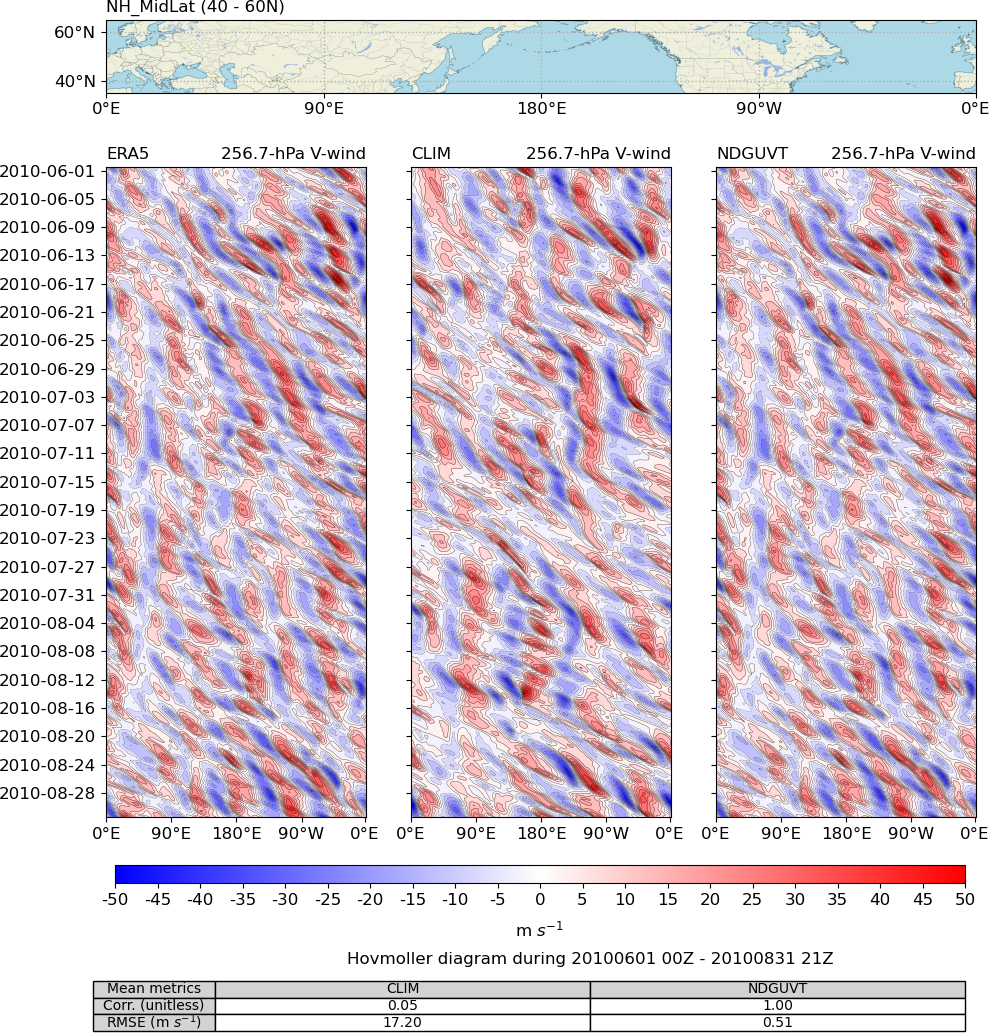 NH_MidLat (40 - 60N)
60°N
40°N
0°E 90°E 180°E 90°W 0°E
ERA5 256.7-hPa V-wind CLIM 256.7-hPa V-wind NDGUVT 256.7-hPa V-wind
2010-06-01
2010-06-05
2010-06-09
2010-06-13
2010-06-17
2010-06-21
2010-06-25
2010-06-29
2010-07-03
2010-07-07
2010-07-11
2010-07-15
2010-07-19
2010-07-23
2010-07-27
2010-07-31
2010-08-04
2010-08-08
2010-08-12
2010-08-16
2010-08-20
2010-08-24
2010-08-28
0°E 90°E 180°E 90°W 0°E 0°E 90°E 180°E 90°W 0°E 0°E 90°E 180°E 90°W 0°E
-50 -45 -40 -35 -30 -25 -20 -15 -10 -5 0 5 10 15 20 25 30 35 40 45 50
m s⁻¹
Hovmoller diagram during 20100601 00Z - 20100831 21Z
Mean metrics CLIM NDGUVT
Corr. (unitless) 0.05 1.00
RMSE (m s⁻¹) 17.20 0.51